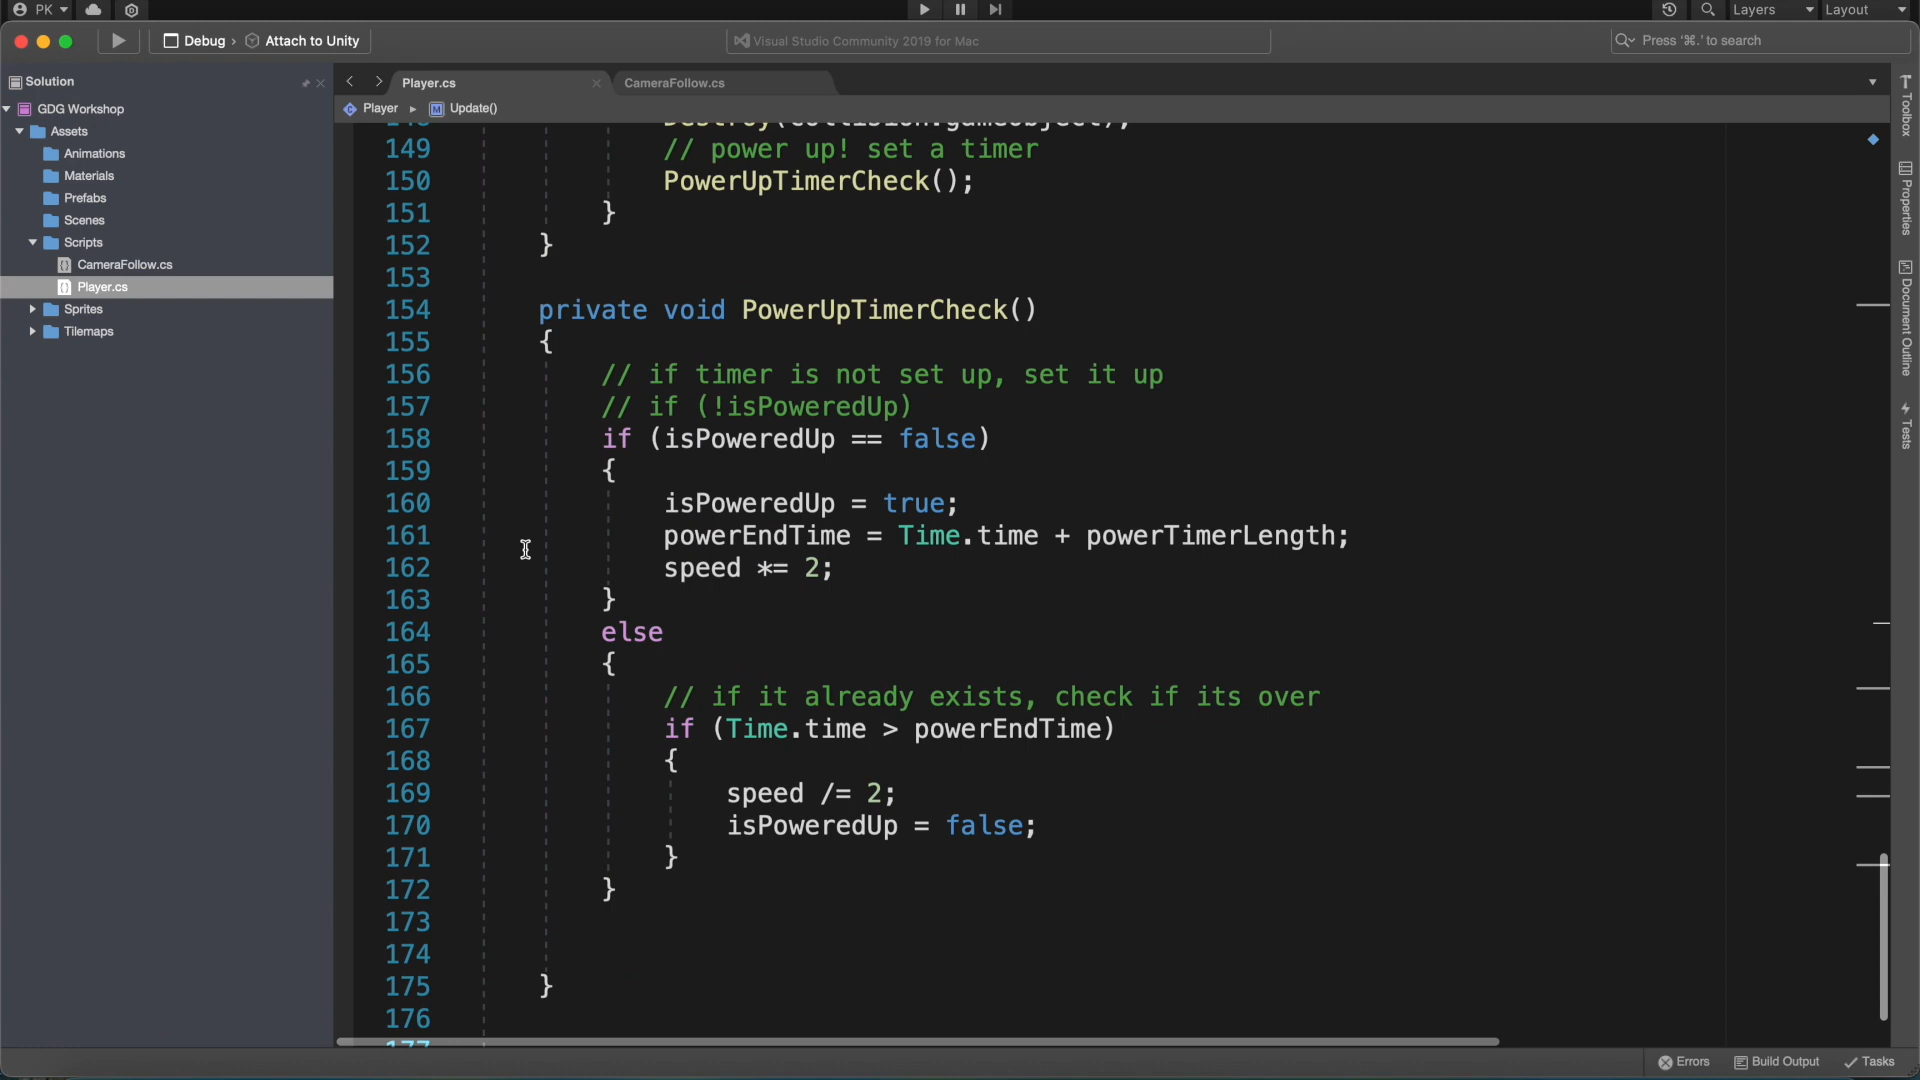 PK
Layers
Layout
Debug › Attach to Unity
Visual Studio Community 2019 for Mac
Press '⌘.' to search
Solution
GDG Workshop
Assets
Animations
Materials
Prefabs
Scenes
Scripts
CameraFollow.cs
Player.cs
Sprites
Tilemaps
Player.cs
CameraFollow.cs
Player ▸ M Update()
148 Destroy(collision.gameObject);
149 // power up! set a timer
150 PowerUpTimerCheck();
151 }
152 }
153
154 private void PowerUpTimerCheck()
155 {
156 // if timer is not set up, set it up
157 // if (!isPoweredUp)
158 if (isPoweredUp == false)
159 {
160 isPoweredUp = true;
161 powerEndTime = Time.time + powerTimerLength;
162 speed *= 2;
163 }
164 else
165 {
166 // if it already exists, check if its over
167 if (Time.time > powerEndTime)
168 {
169 speed /= 2;
170 isPoweredUp = false;
171 }
172 }
173
174
175 }
176
177
Toolbox
Properties
Document Outline
Tests
Errors
Build Output
Tasks